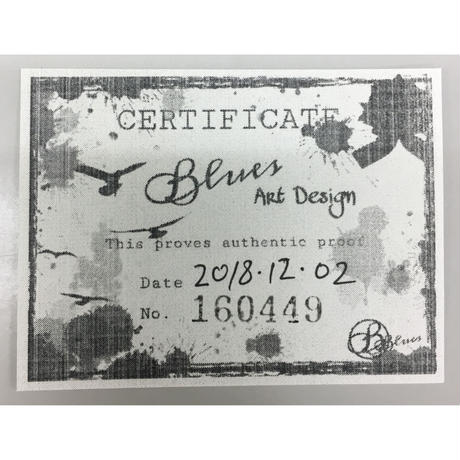 CERTIFICATE
Blues
Art Design
This proves authentic proof
Date 2018.12.02
No. 160449
B Blues